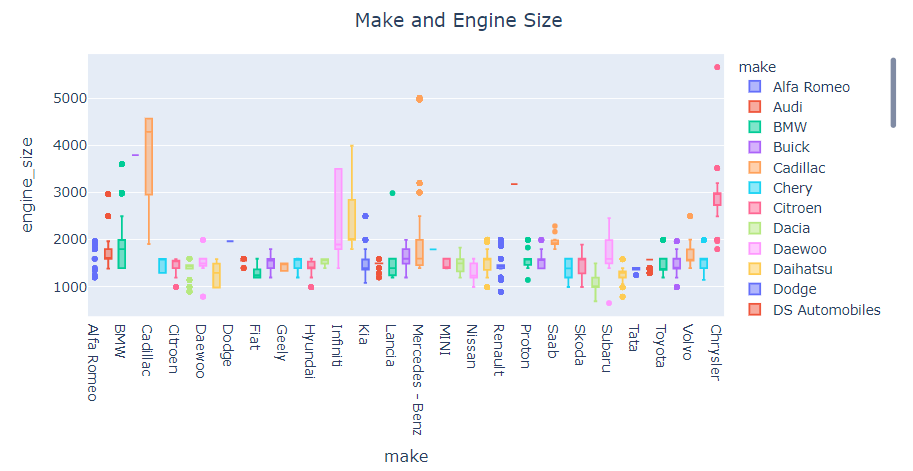 Make and Engine Size
engine_size
5000
4000
3000
2000
1000
Alfa Romeo
BMW
Cadillac
Citroen
Daewoo
Dodge
Fiat
Geely
Hyundai
Infiniti
Kia
Lancia
Mercedes - Benz
MINI
Nissan
Renault
Proton
Saab
Skoda
Subaru
Tata
Toyota
Volvo
Chrysler
make
make
Alfa Romeo
Audi
BMW
Buick
Cadillac
Chery
Citroen
Dacia
Daewoo
Daihatsu
Dodge
DS Automobiles